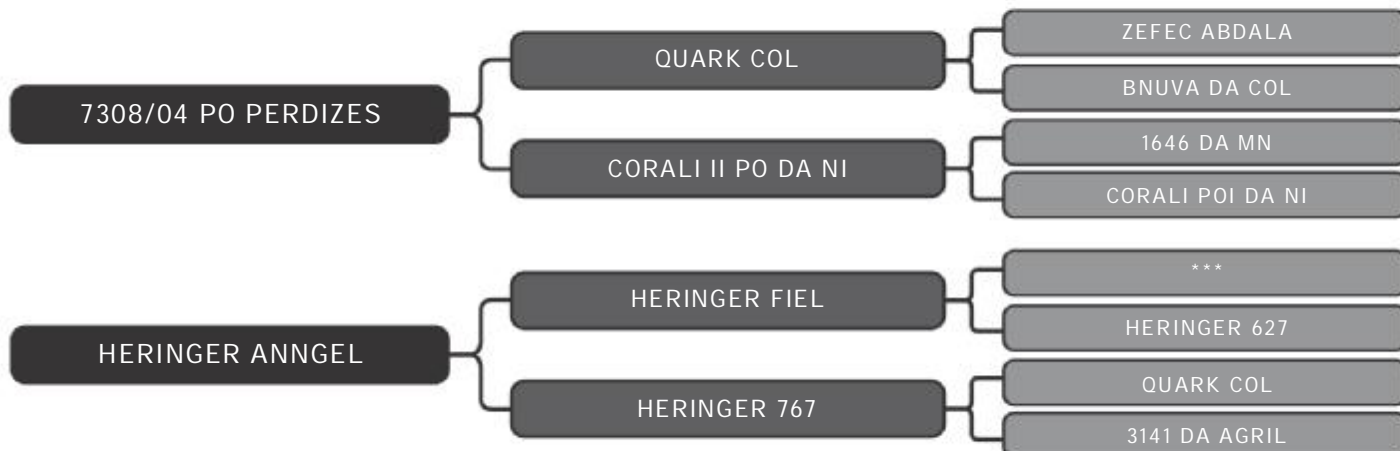 ZEFEC ABDALA
QUARK COL
BNUVA DA COL
7308/04 PO PERDIZES
1646 DA MN
CORALI II PO DA NI
CORALI POI DA NI
***
HERINGER FIEL
HERINGER 627
HERINGER ANNGEL
QUARK COL
HERINGER 767
3141 DA AGRIL